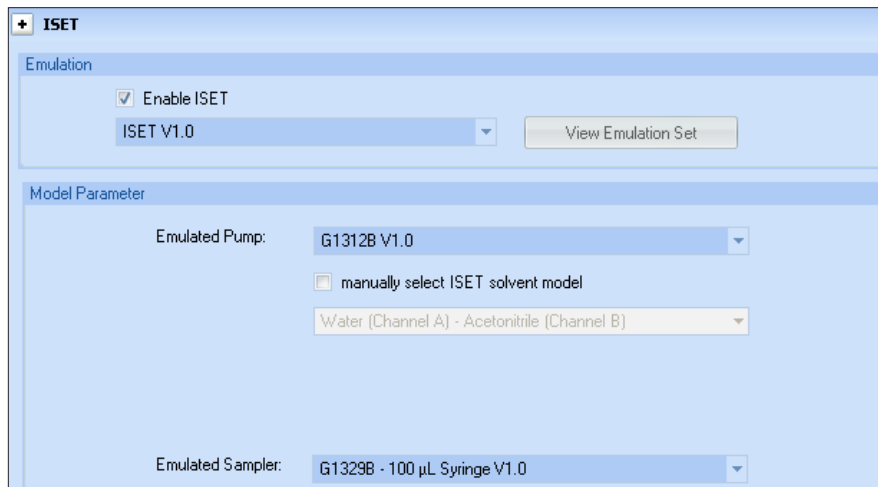 + ISET
Emulation
Enable ISET
ISET V1.0
View Emulation Set
Model Parameter
Emulated Pump: G1312B V1.0
manually select ISET solvent model
Water (Channel A) - Acetonitrile (Channel B)
Emulated Sampler: G1329B - 100 µL Syringe V1.0